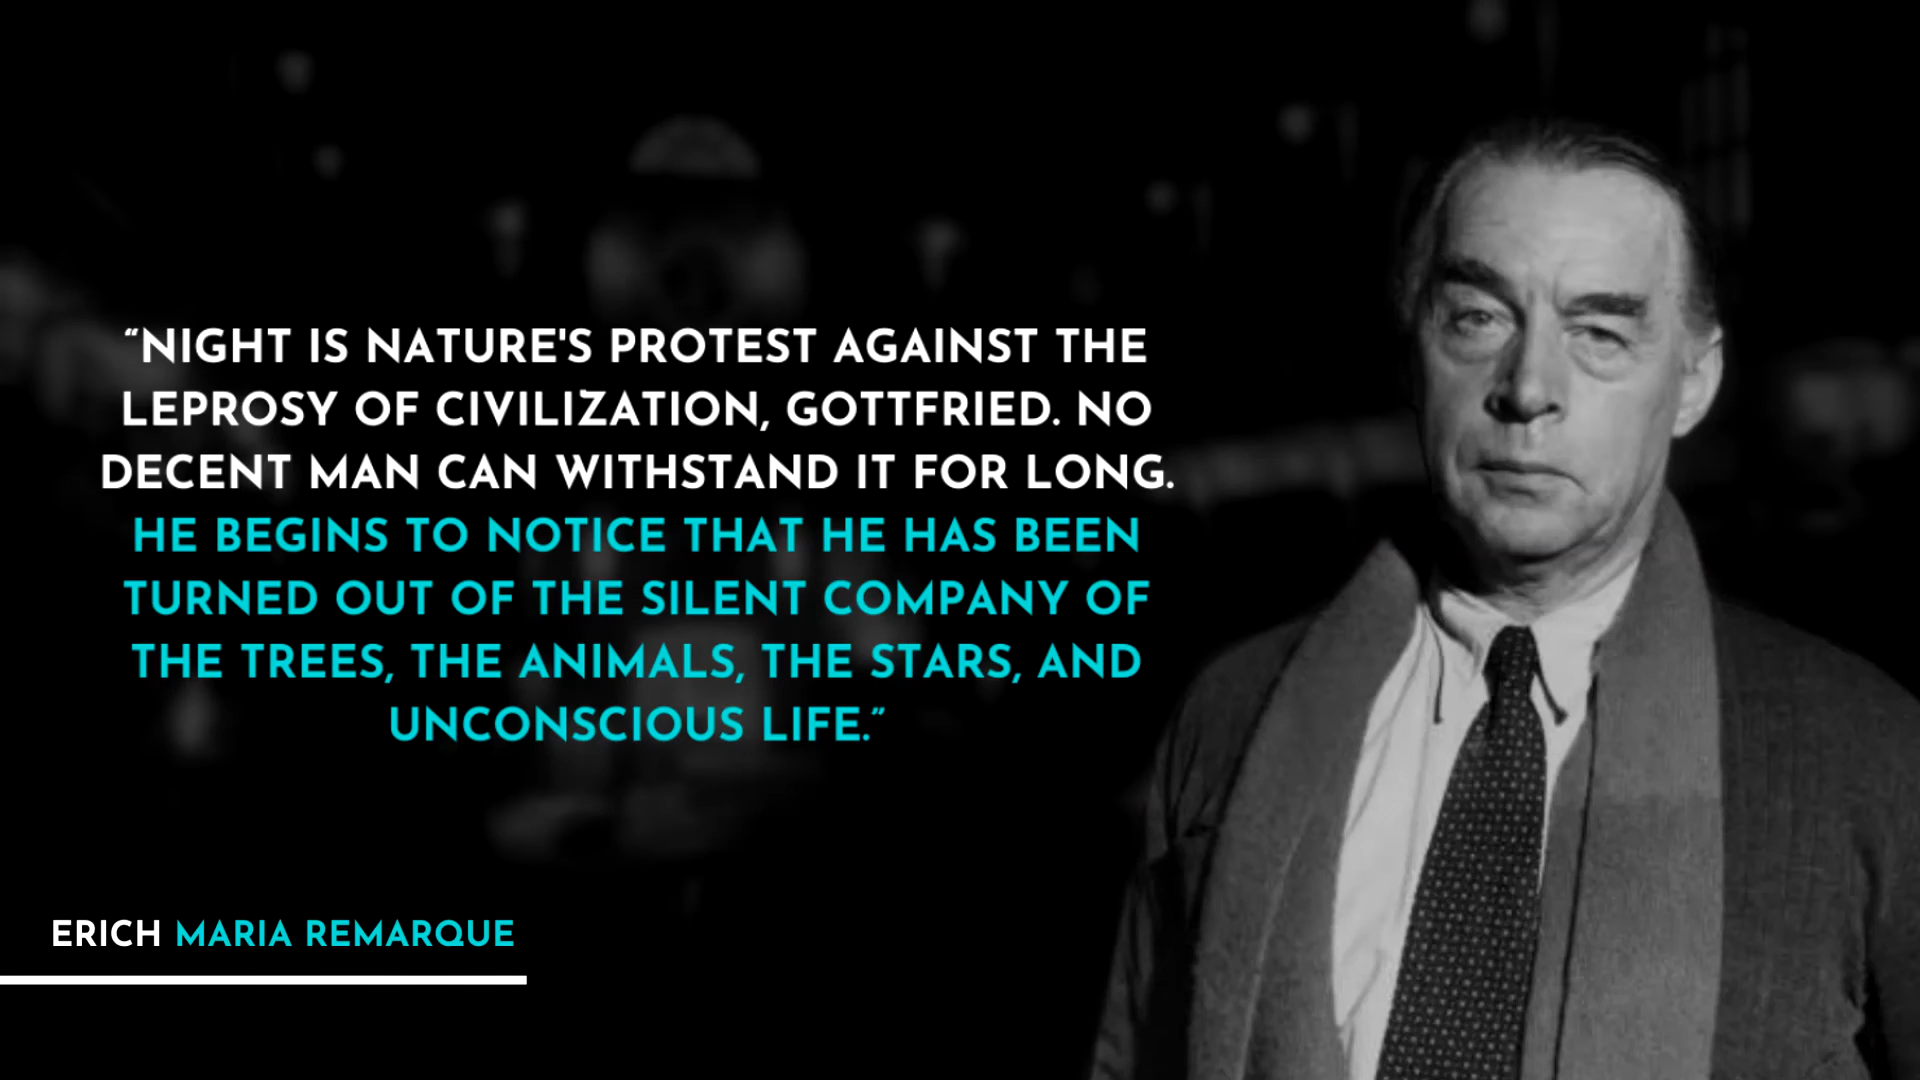 “NIGHT IS NATURE'S PROTEST AGAINST THE
LEPROSY OF CIVILIZATION, GOTTFRIED. NO
DECENT MAN CAN WITHSTAND IT FOR LONG.
HE BEGINS TO NOTICE THAT HE HAS BEEN
TURNED OUT OF THE SILENT COMPANY OF
THE TREES, THE ANIMALS, THE STARS, AND
UNCONSCIOUS LIFE.”
ERICH MARIA REMARQUE